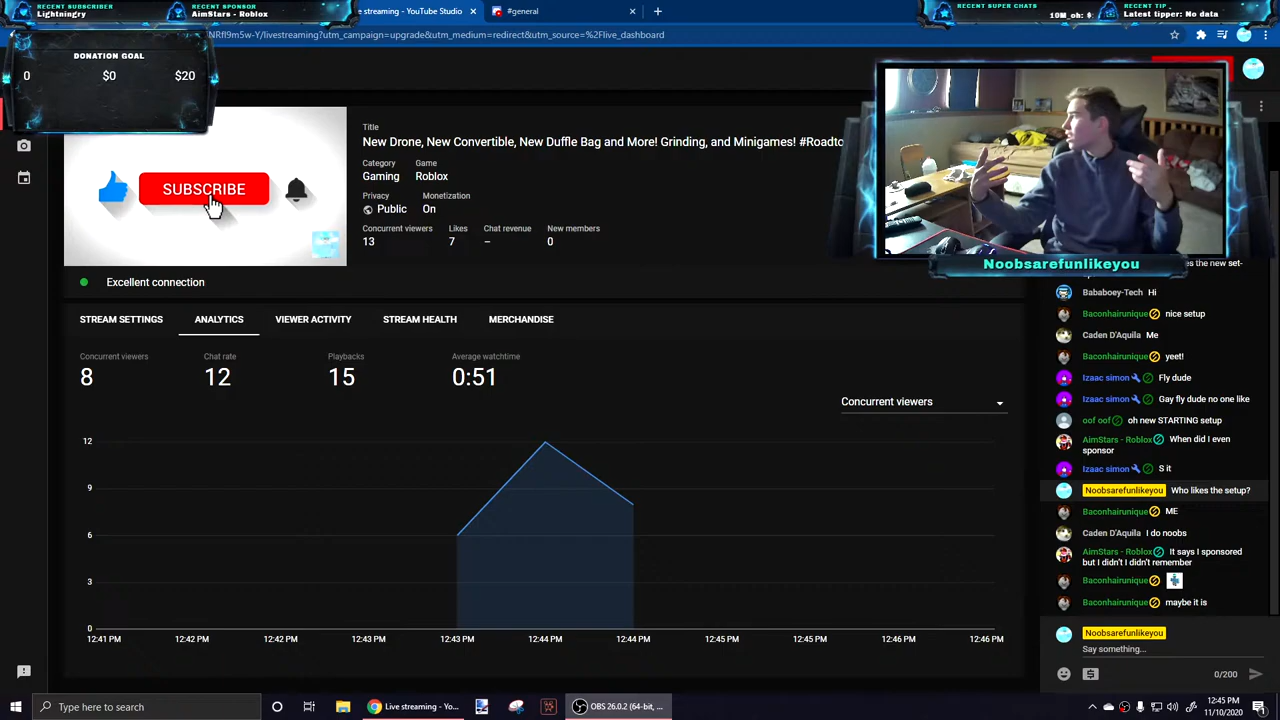 RECENT SUBSCRIBER
Lightningry
RECENT SPONSOR
AimStars - Roblox
e streaming - YouTube Studio
#general
RECENT SUPER CHATS
10M_oh: $
RECENT TIP
Latest tipper: No data
NRfl9m5w-Y/livestreaming?utm_campaign=upgrade&utm_medium=redirect&utm_source=%2Flive_dashboard
DONATION GOAL
0 $0 $20
SUBSCRIBE
Title
New Drone, New Convertible, New Duffle Bag and More! Grinding, and Minigames! #Roadto
Category Game
Gaming Roblox
Privacy Monetization
Public On
Concurrent viewers Likes Chat revenue New members
13 7 – 0
Excellent connection
Noobsarefunlikeyou
STREAM SETTINGS ANALYTICS VIEWER ACTIVITY STREAM HEALTH MERCHANDISE
Concurrent viewers Chat rate Playbacks Average watchtime
8 12 15 0:51
Concurrent viewers
12
9
6
3
0
12:41 PM 12:42 PM 12:42 PM 12:43 PM 12:43 PM 12:44 PM 12:44 PM 12:45 PM 12:45 PM 12:46 PM 12:46 PM
es the new set-
Bababoey-Tech Hi
Baconhairunique nice setup
Caden D'Aquila Me
Baconhairunique yeet!
Izaac simon Fly dude
Izaac simon Gay fly dude no one like
oof oof oh new STARTING setup
AimStars - Roblox When did I even
sponsor
Izaac simon S it
Noobsarefunlikeyou Who likes the setup?
Baconhairunique ME
Caden D'Aquila I do noobs
AimStars - Roblox It says I sponsored
but I didn't I didn't remember
Baconhairunique
Baconhairunique maybe it is
Noobsarefunlikeyou
Say something...
0/200
Type here to search
Live streaming - Yo...
OBS 26.0.2 (64-bit, ...
12:45 PM
11/10/2020